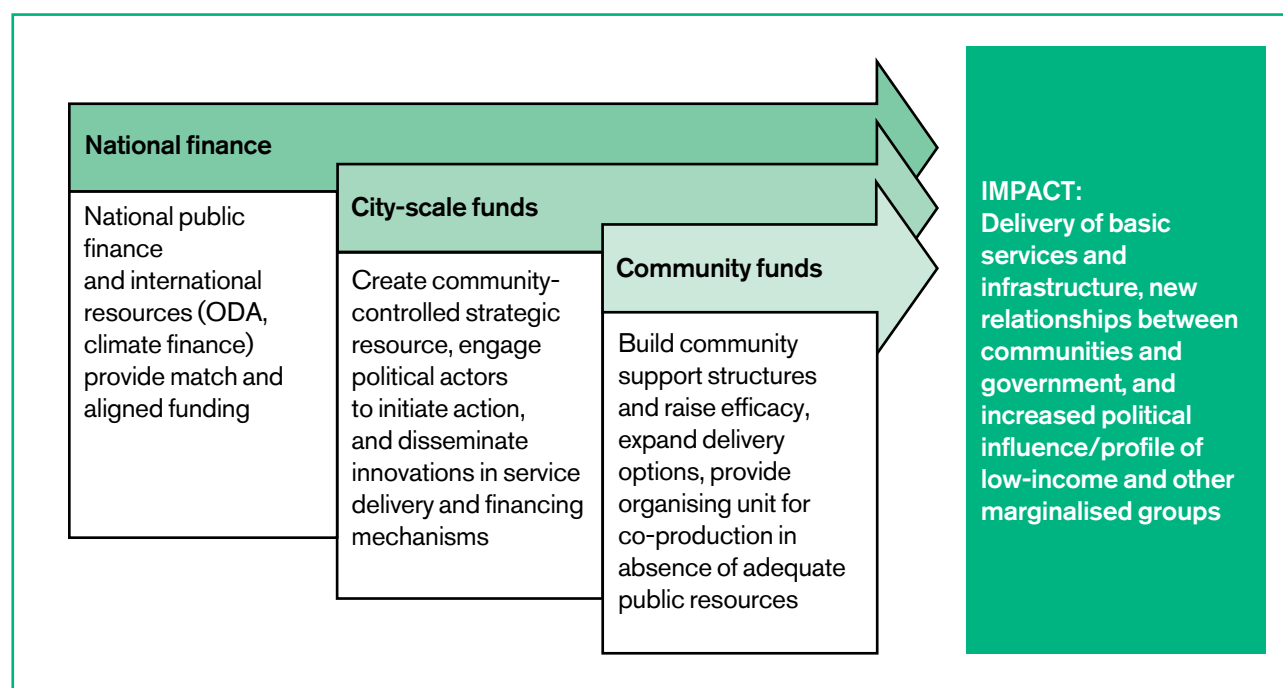 National finance
National public
finance
and international
resources (ODA,
climate finance)
provide match and
aligned funding
City-scale funds
Create community-
controlled strategic
resource, engage
political actors
to initiate action,
and disseminate
innovations in service
delivery and financing
mechanisms
Community funds
Build community
support structures
and raise efficacy,
expand delivery
options, provide
organising unit for
co-production in
absence of adequate
public resources
IMPACT:
Delivery of basic
services and
infrastructure, new
relationships between
communities and
government, and
increased political
influence/profile of
low-income and other
marginalised groups